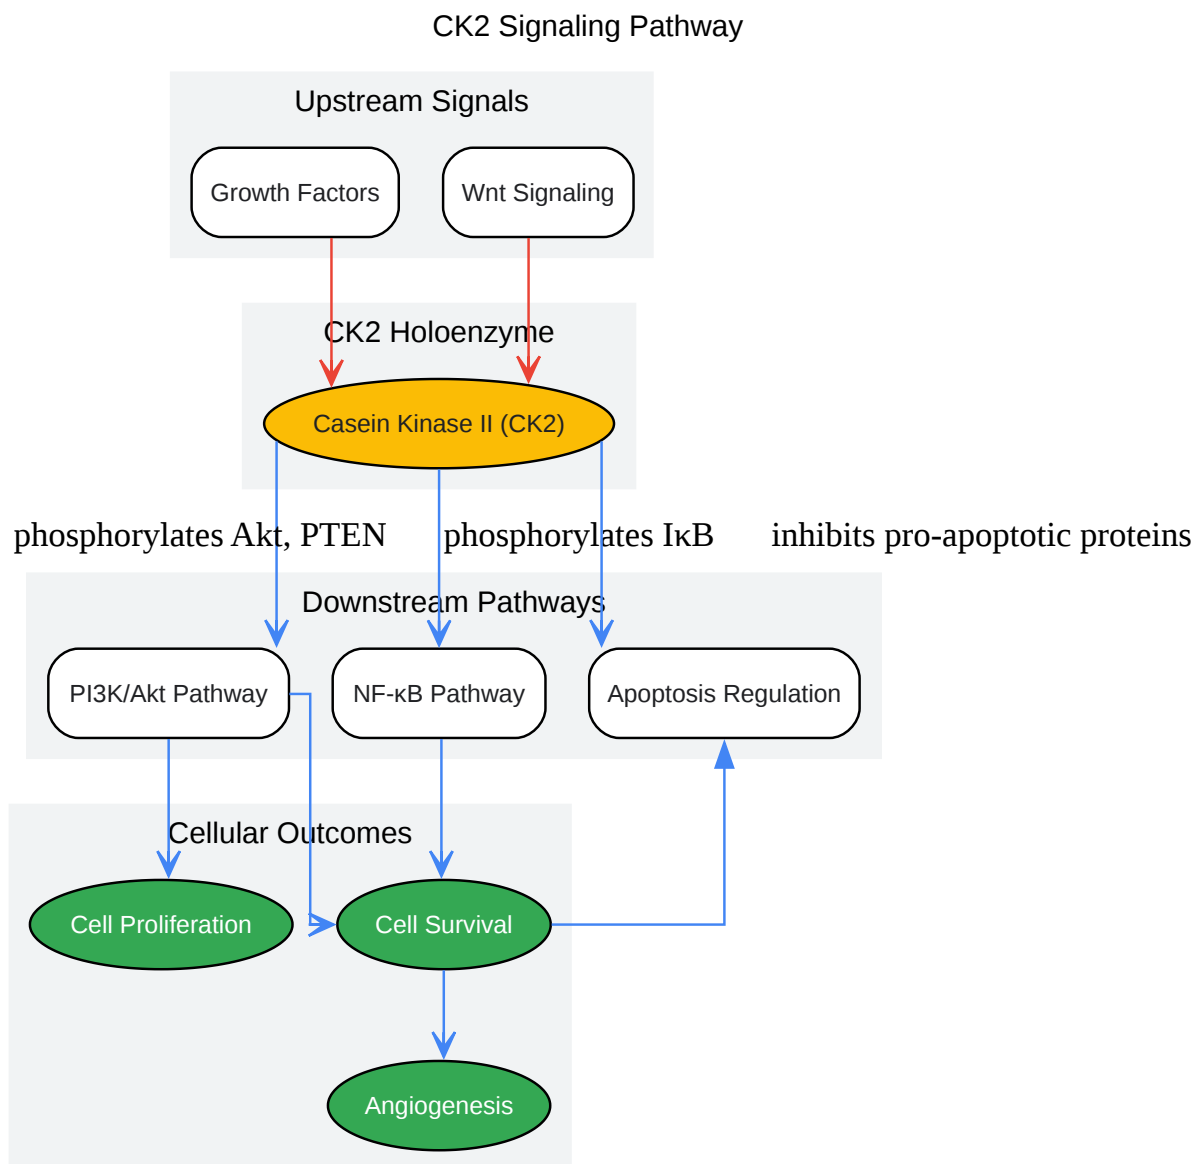 CK2 Signaling Pathway
Upstream Signals
Growth Factors
Wnt Signaling
CK2 Holoenzyme
Casein Kinase II (CK2)
phosphorylates Akt, PTEN
phosphorylates IκB
inhibits pro-apoptotic proteins
Downstream Pathways
PI3K/Akt Pathway
NF-κB Pathway
Apoptosis Regulation
Cellular Outcomes
Cell Proliferation
Cell Survival
Angiogenesis